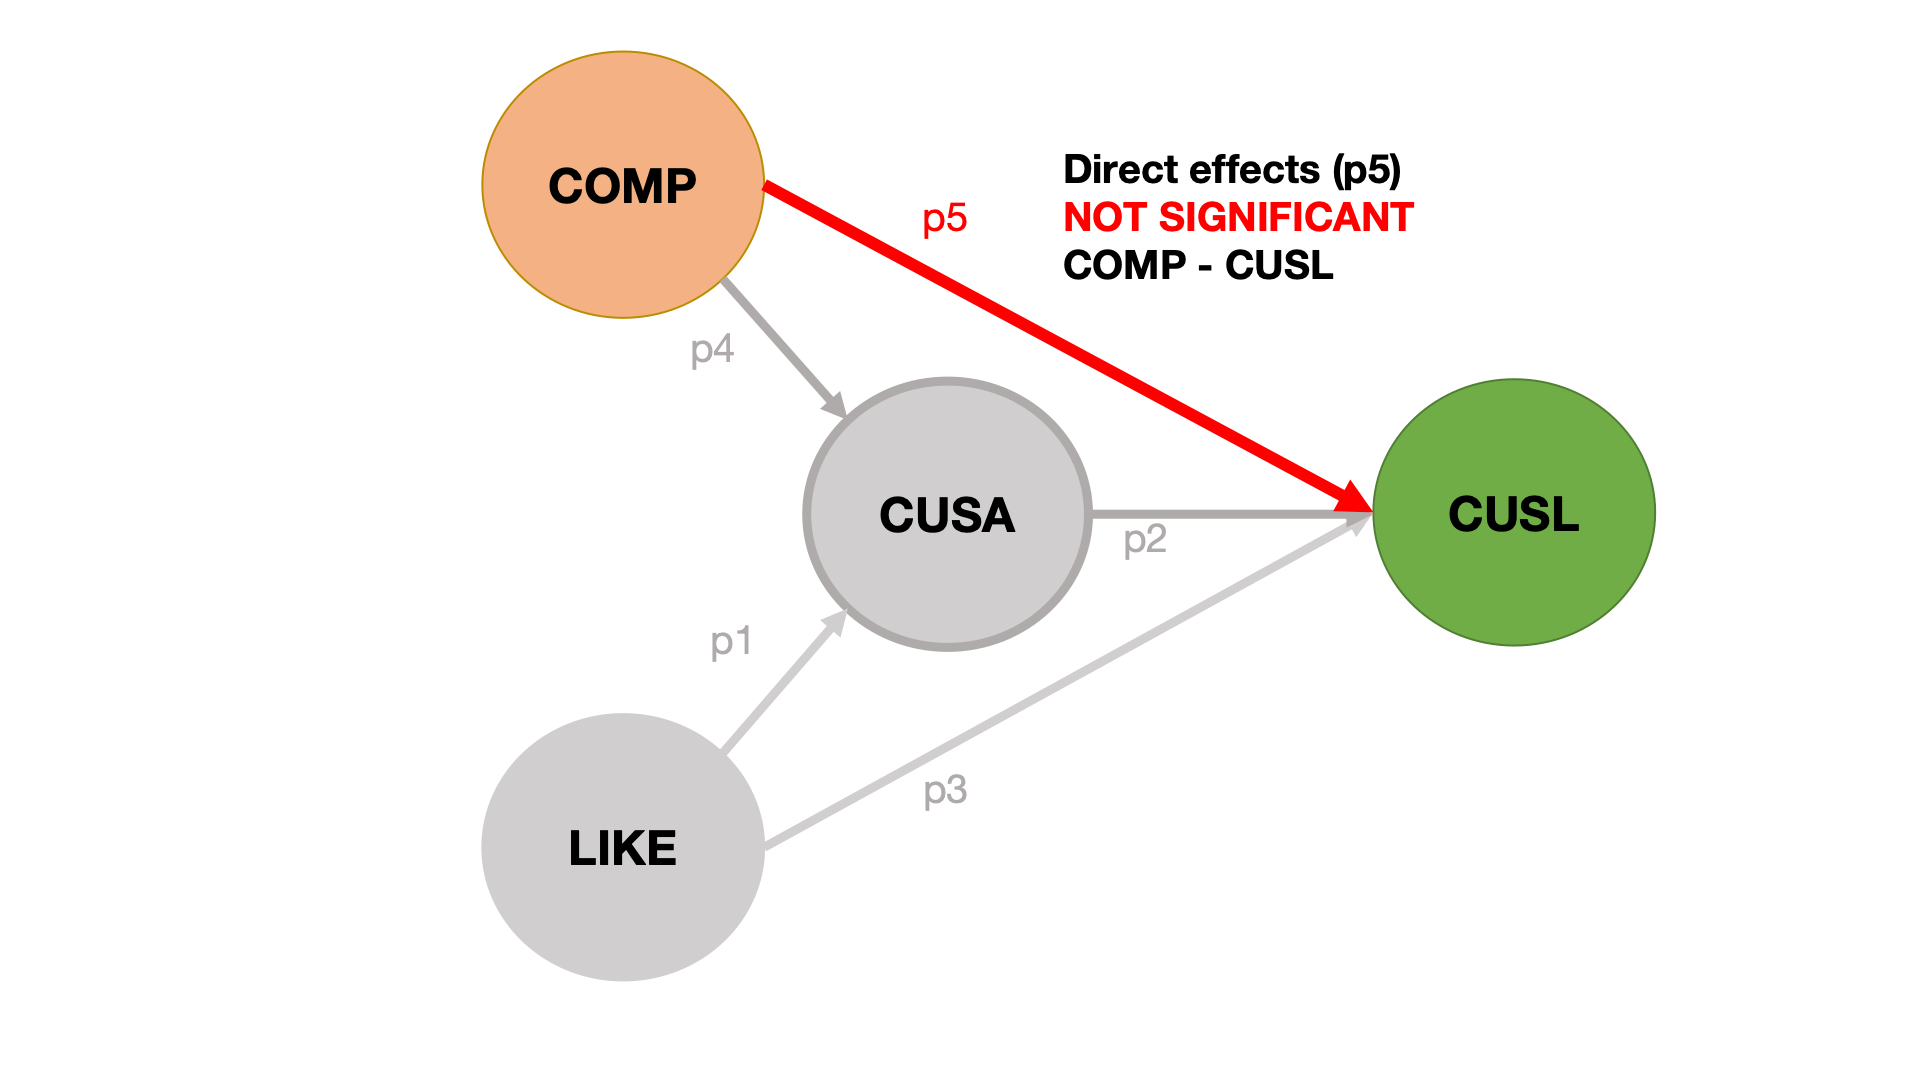 COMP
p5
Direct effects (p5)
NOT SIGNIFICANT
COMP - CUSL
p4
CUSA
p2
CUSL
p1
p3
LIKE